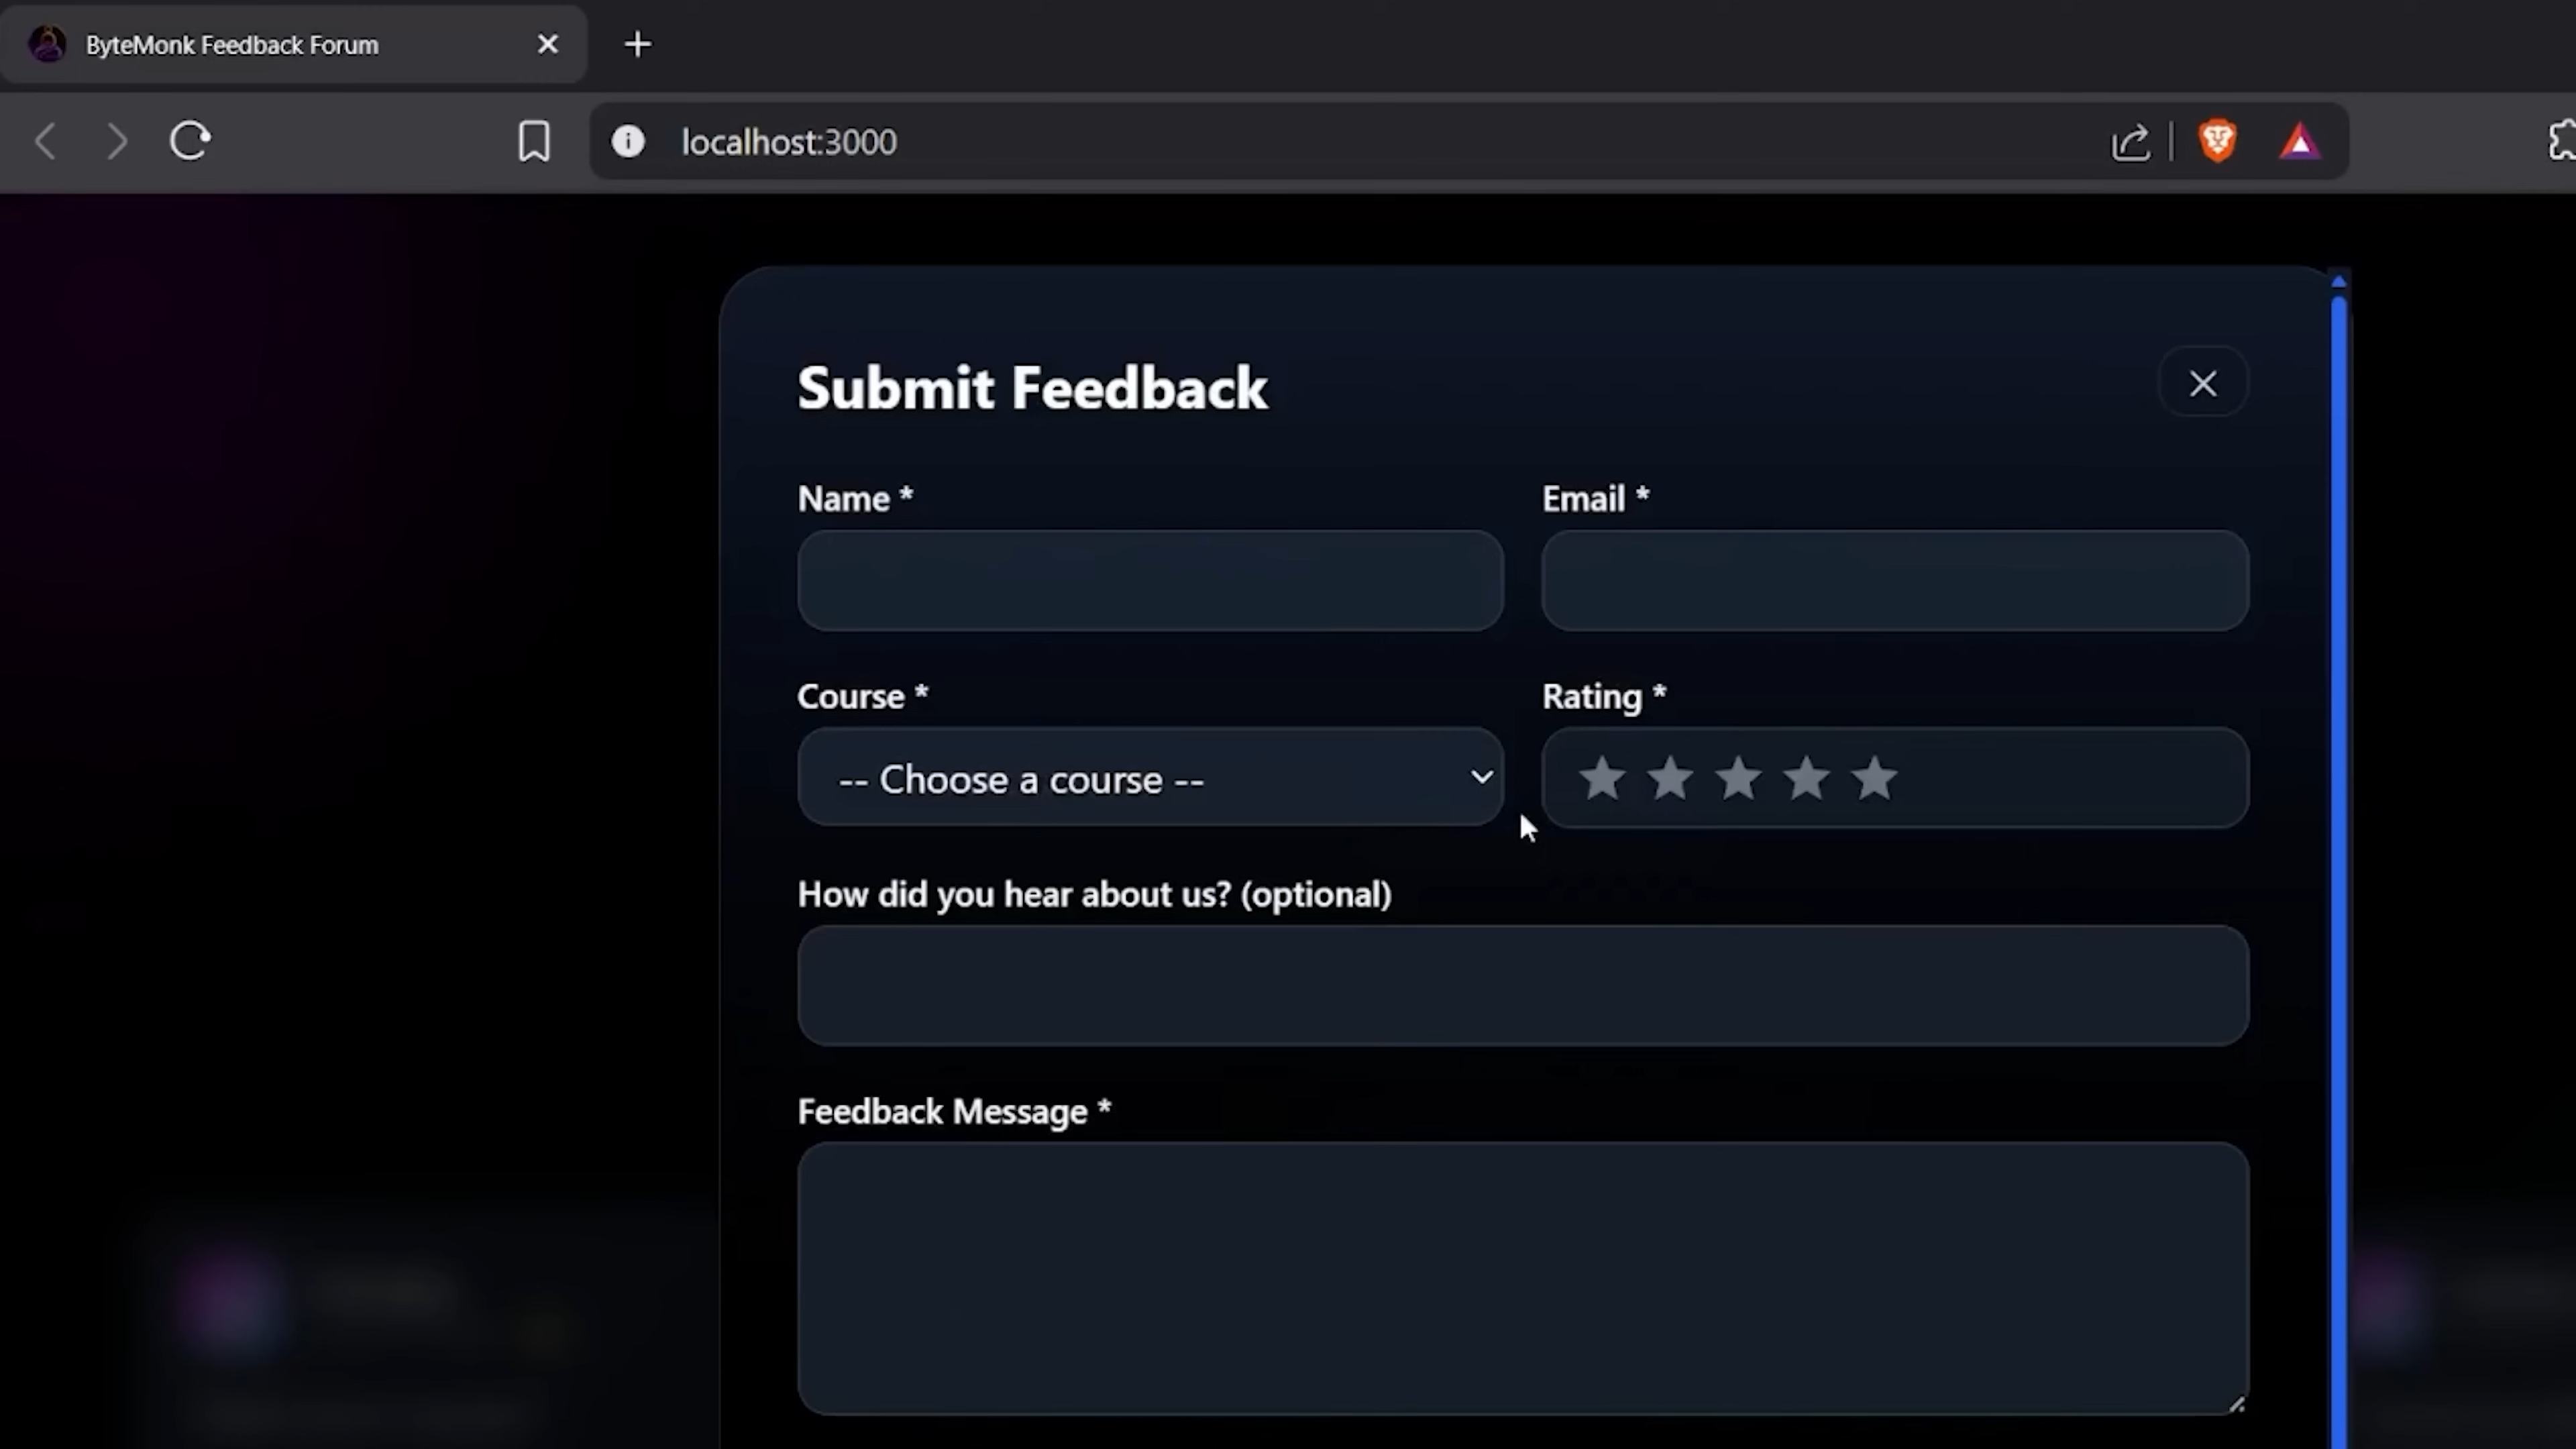 ByteMonk Feedback Forum
localhost:3000
Submit Feedback
Name * Email *
Course * Rating *
-- Choose a course --
How did you hear about us? (optional)
Feedback Message *